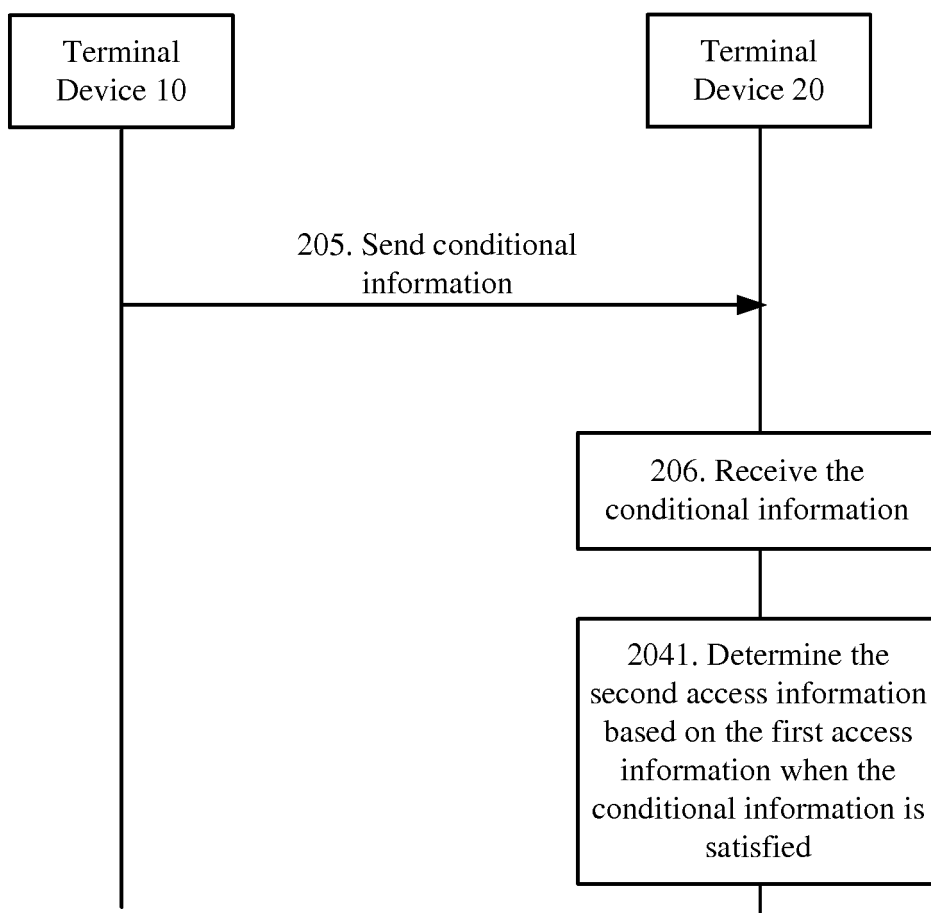 Terminal
Device 10
Terminal
Device 20
205. Send conditional
information
206. Receive the
conditional information
2041. Determine the
second access information
based on the first access
information when the
conditional information is
satisfied